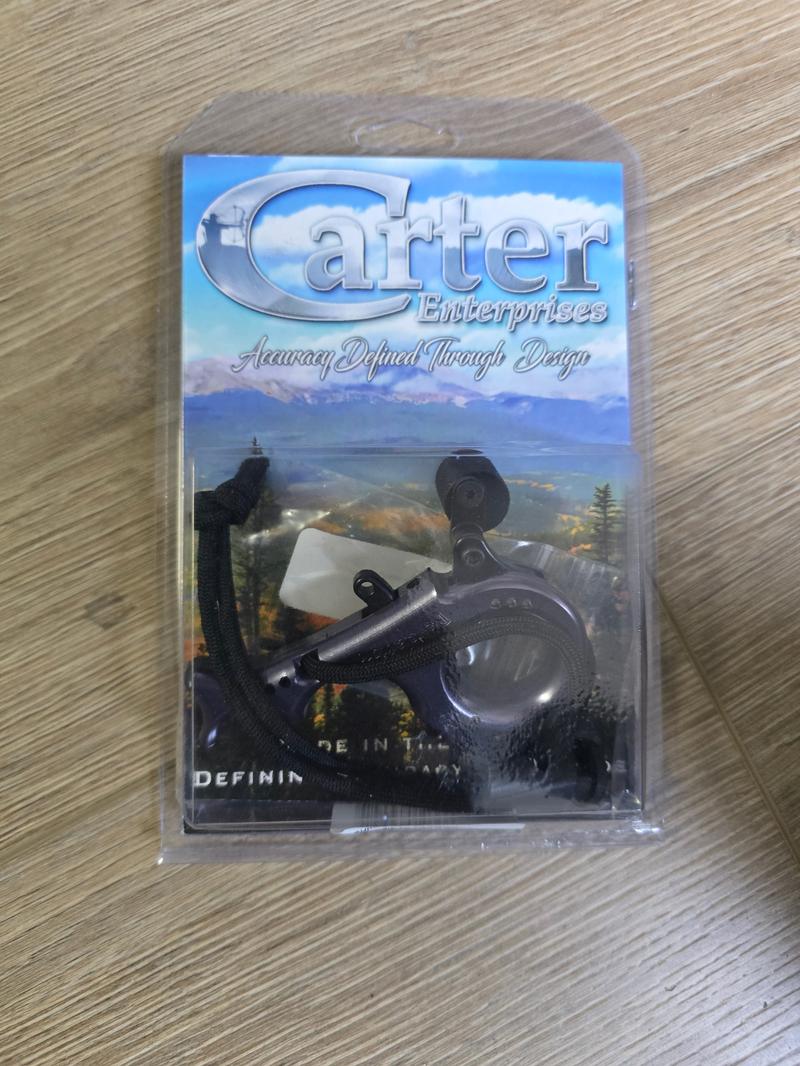 Carter
Enterprises
Accuracy Defined Through Design
DE IN THE
DEFININ